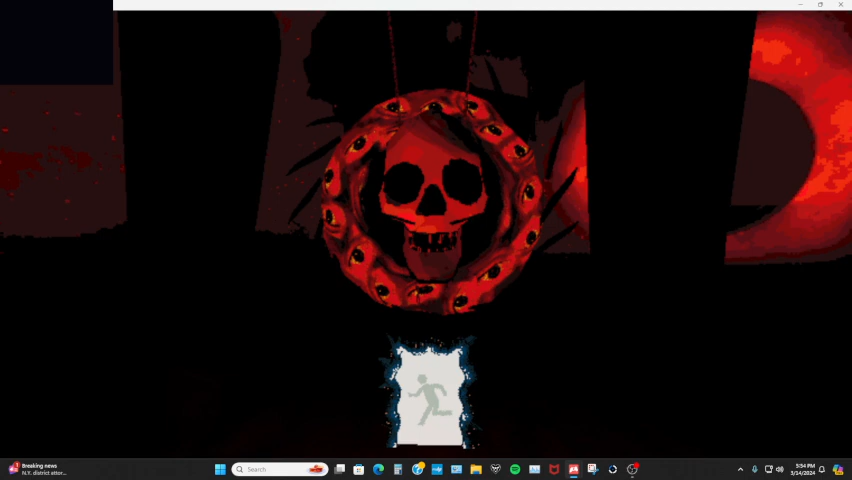 Breaking news
N.Y. district attor...
Search
5:54 PM
3/14/2024